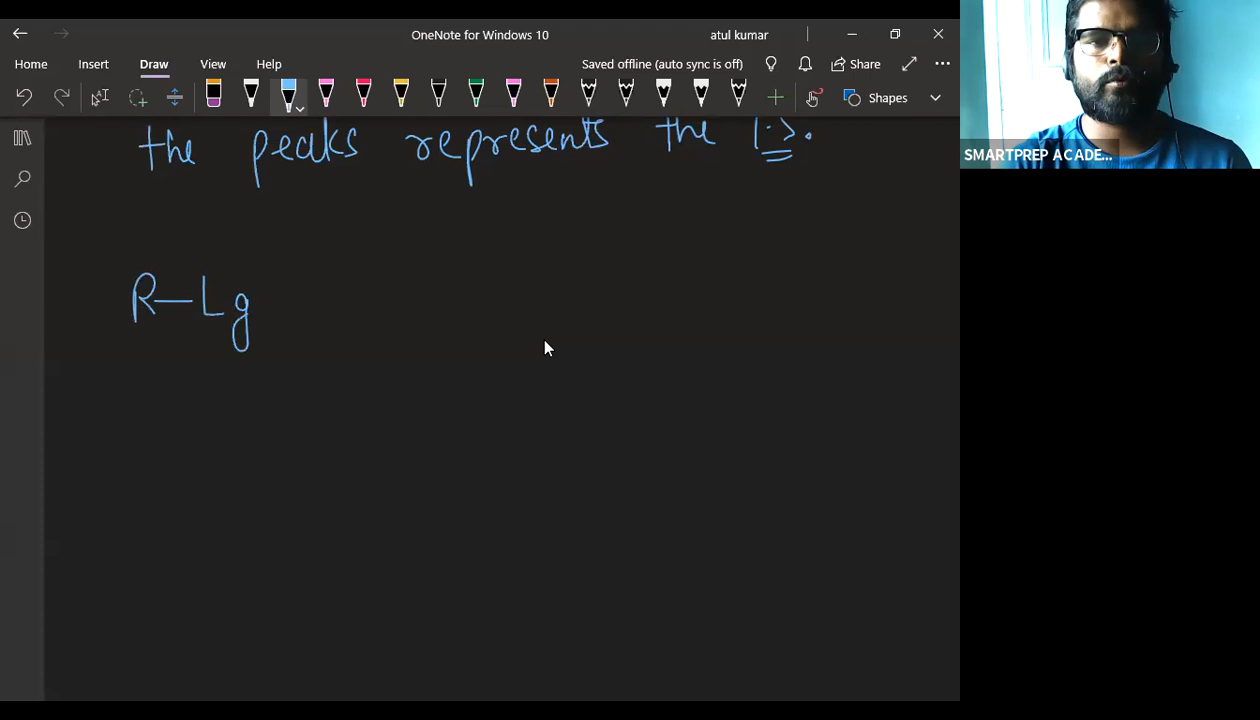 OneNote for Windows 10
atul kumar
Home Insert Draw View Help
Saved offline (auto sync is off)
Share
Shapes
the peaks represents the
R—Lg
SMARTPREP ACADE...